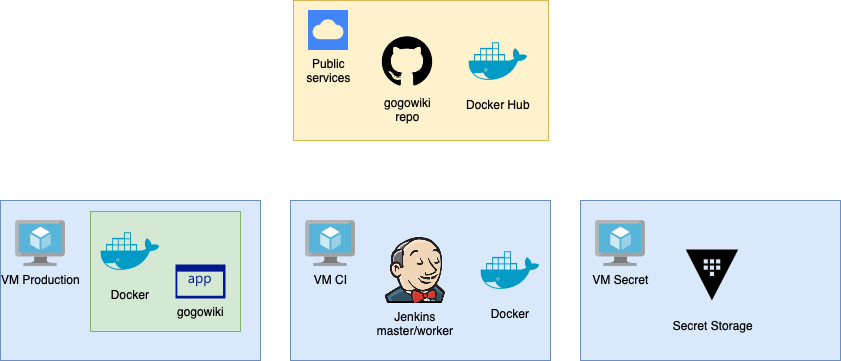 Public
services
gogowiki
repo
Docker Hub
VM Production
Docker
app
gogowiki
VM CI
Jenkins
master/worker
Docker
VM Secret
Secret Storage